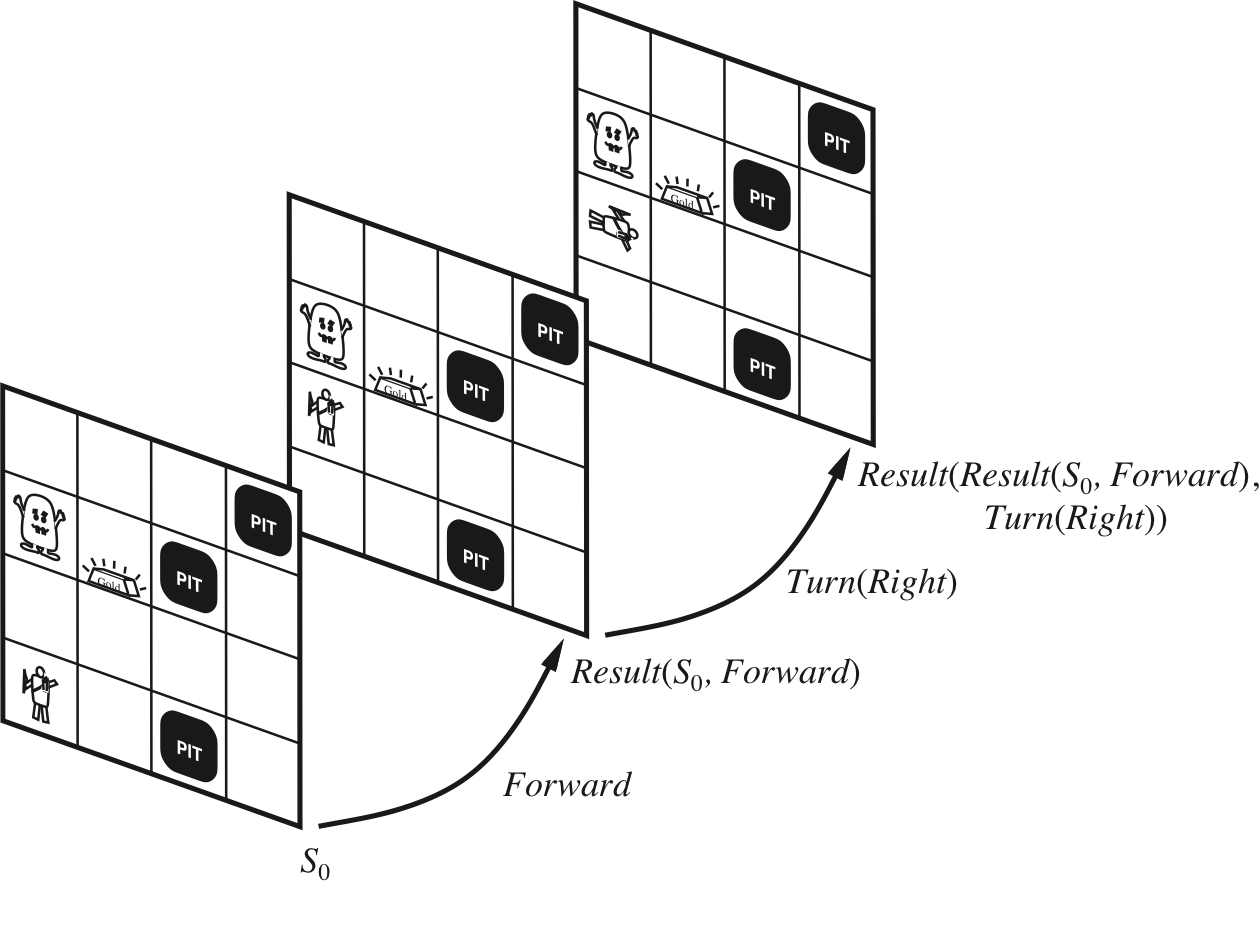 PIT
Gold
PIT
PIT
Result(Result(S₀, Forward),
Turn(Right))
PIT
Gold
PIT
PIT
Turn(Right)
Result(S₀, Forward)
PIT
Gold
PIT
PIT
Forward
S₀